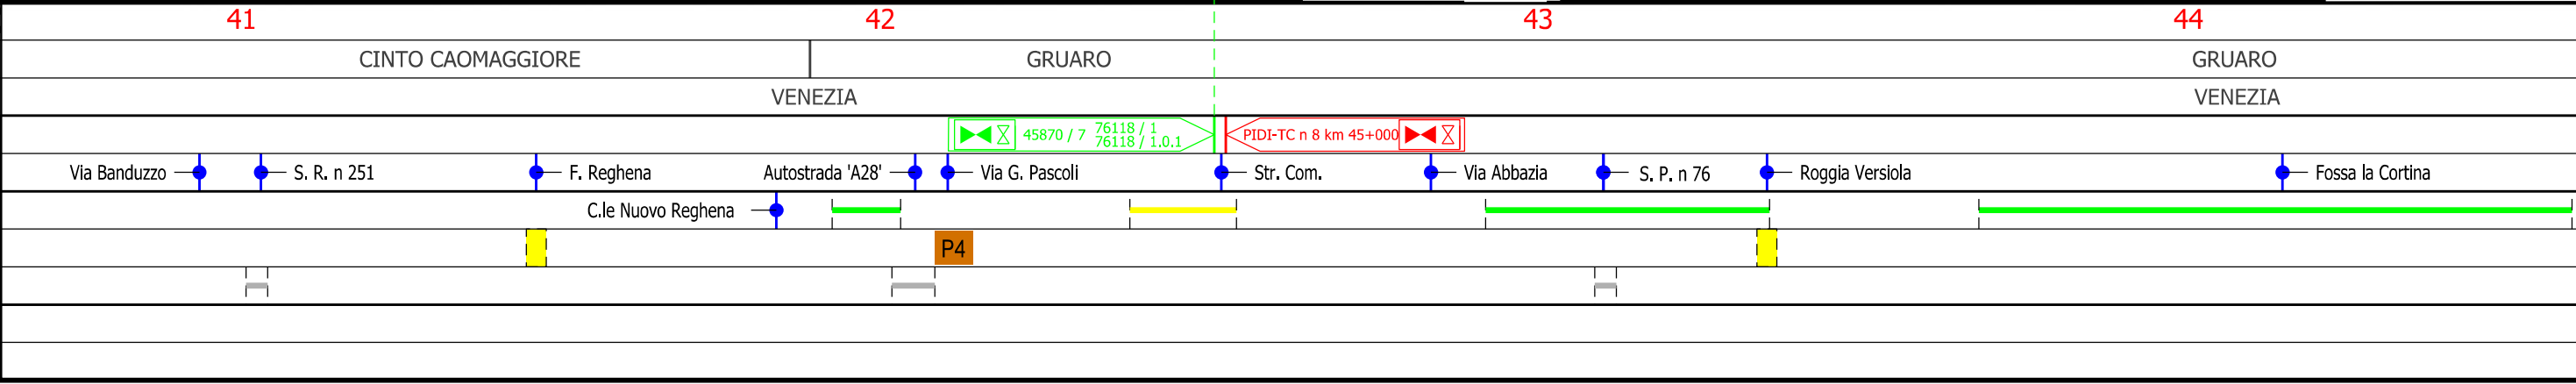 41 42 43 44
CINTO CAOMAGGIORE GRUARO GRUARO
VENEZIA VENEZIA
45870 / 7 76118 / 1 PIDI-TC n 8 km 45+000
76118 / 1.0.1
Via Banduzzo S. R. n 251 F. Reghena Autostrada 'A28' Via G. Pascoli Str. Com. Via Abbazia S. P. n 76 Roggia Versiola Fossa la Cortina
C.le Nuovo Reghena
P4